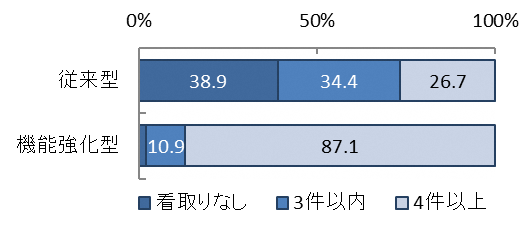 0% 50% 100%
従来型 38.9 34.4 26.7
機能強化型 10.9 87.1
看取りなし 3件以内 4件以上